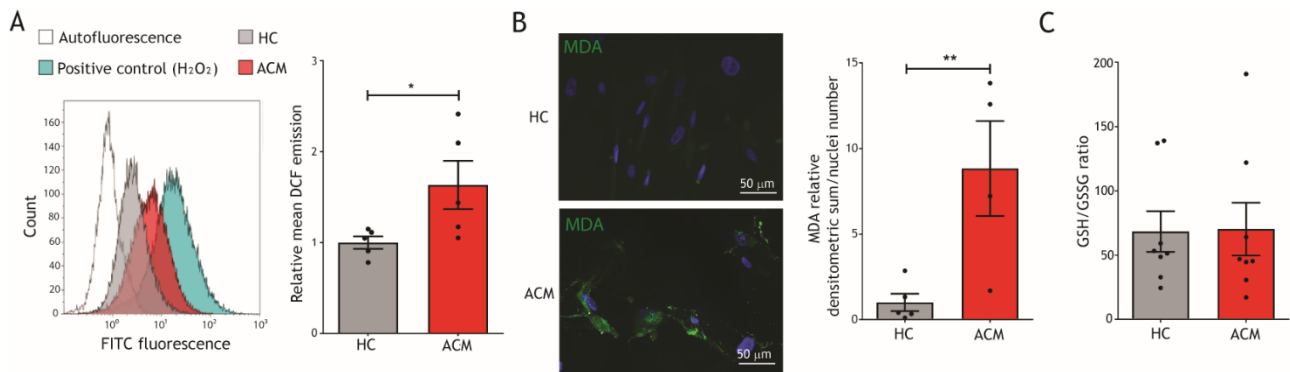 A
Autofluorescence
HC
Positive control (H₂O₂)
ACM
160
140
120
100
80
60
40
20
0
Count
10⁰
10¹
10²
10³
FITC fluorescence
3
2
1
0
Relative mean DCF emission
*
HC
ACM
B
MDA
HC
50 µm
MDA
ACM
50 µm
15
10
5
0
MDA relative
densitometric sum/nuclei number
**
HC
ACM
C
200
150
100
50
0
GSH/GSSG ratio
HC
ACM